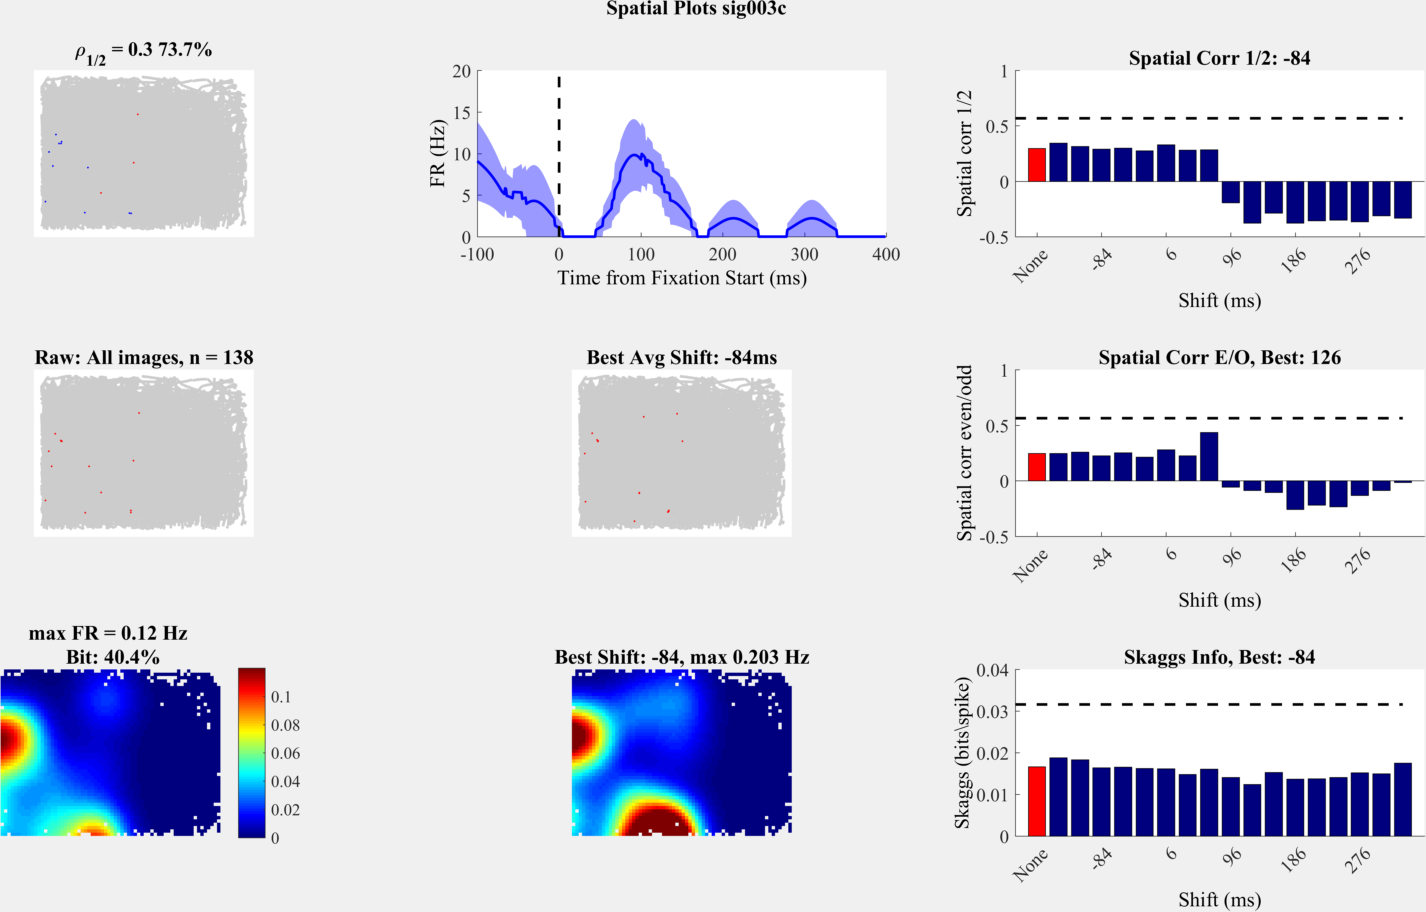 Spatial Plots sig003c
ρ1/2 = 0.3 73.7%
20
15
10
5
0
FR (Hz)
-100
0
100
200
300
400
Time from Fixation Start (ms)
Spatial Corr 1/2: -84
1
0.5
0
-0.5
Spatial corr 1/2
None
-84
6
96
186
276
Shift (ms)
Raw: All images, n = 138
Best Avg Shift: -84ms
Spatial Corr E/O, Best: 126
1
0.5
0
-0.5
Spatial corr even/odd
None
-84
6
96
186
276
Shift (ms)
max FR = 0.12 Hz
Bit: 40.4%
0.1
0.08
0.06
0.04
0.02
0
Best Shift: -84, max 0.203 Hz
Skaggs Info, Best: -84
0.04
0.03
0.02
0.01
0
Skaggs (bits\spike)
None
-84
6
96
186
276
Shift (ms)